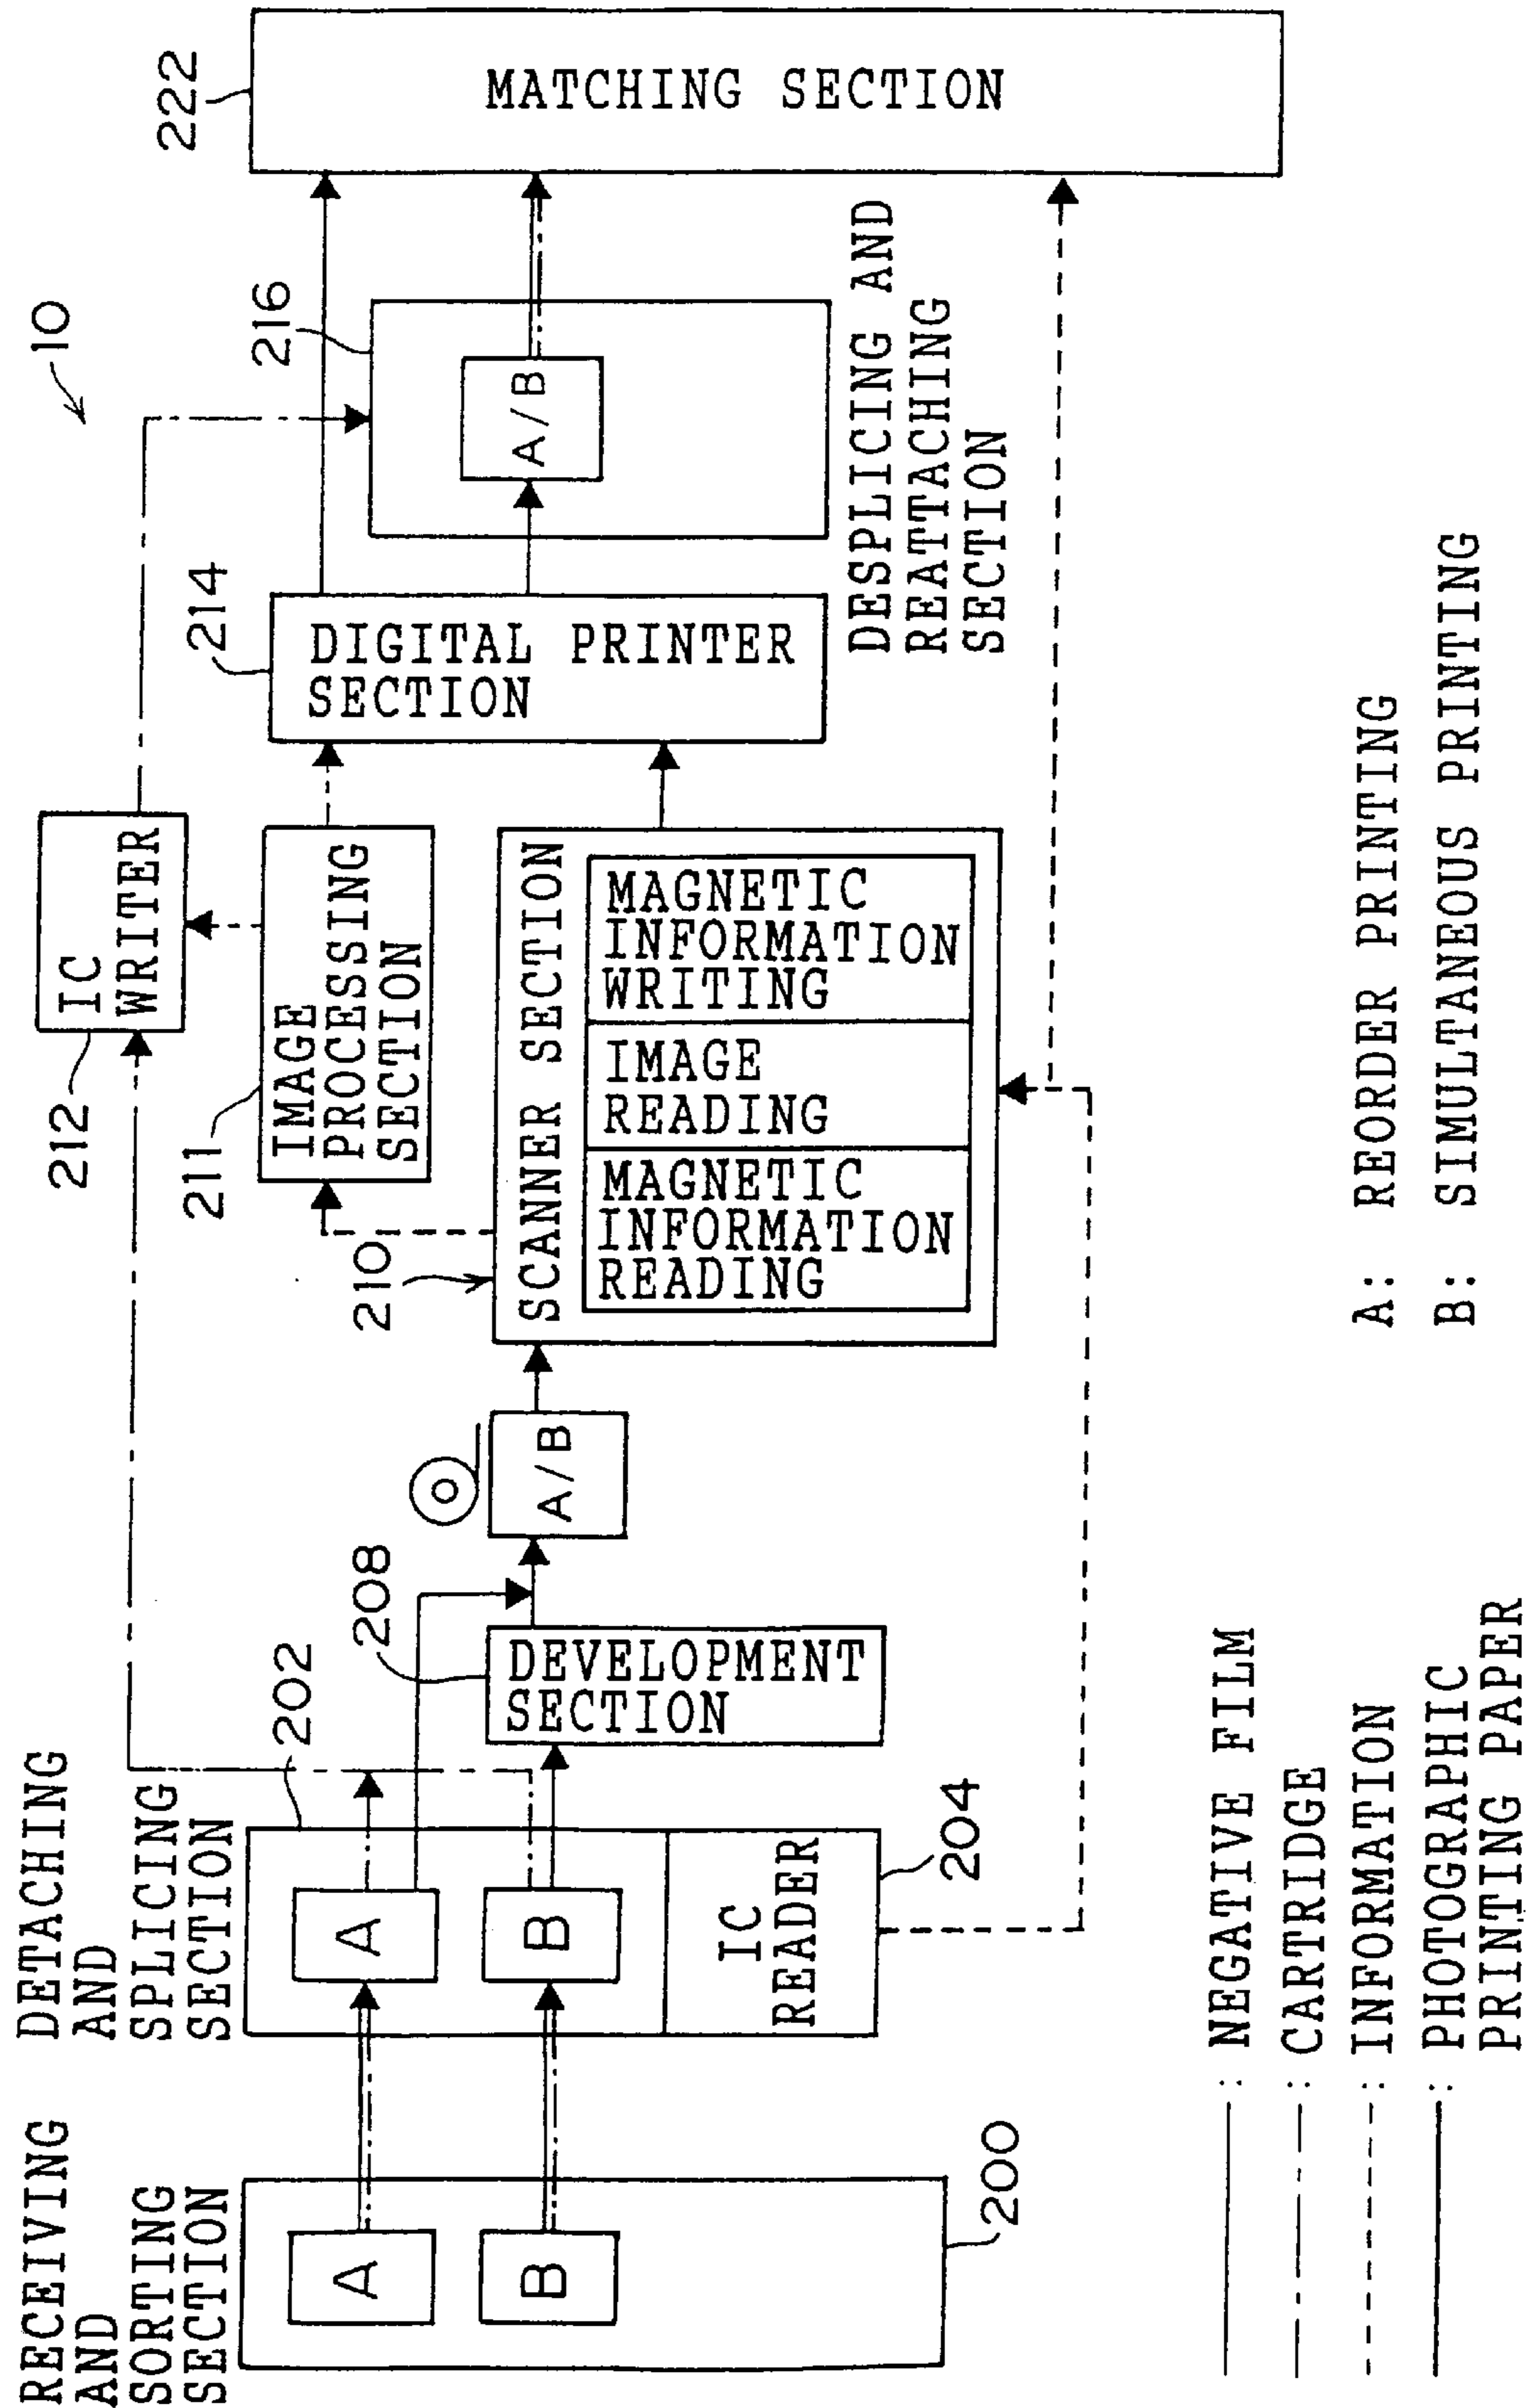 10
RECEIVING
AND
SORTING
SECTION
A
B
200
DETACHING
AND
SPLICING
SECTION
202
A
B
IC
READER
204
208
DEVELOPMENT
SECTION
A/B
210
SCANNER SECTION
MAGNETIC
INFORMATION
READING
IMAGE
READING
MAGNETIC
INFORMATION
WRITING
211
IMAGE
PROCESSING
SECTION
212
IC
WRITER
214
DIGITAL PRINTER
SECTION
216
A/B
DESPLICING AND
REATTACHING
SECTION
222
MATCHING SECTION
: NEGATIVE FILM
: CARTRIDGE
: INFORMATION
: PHOTOGRAPHIC
PRINTING PAPER
A: REORDER PRINTING
B: SIMULTANEOUS PRINTING